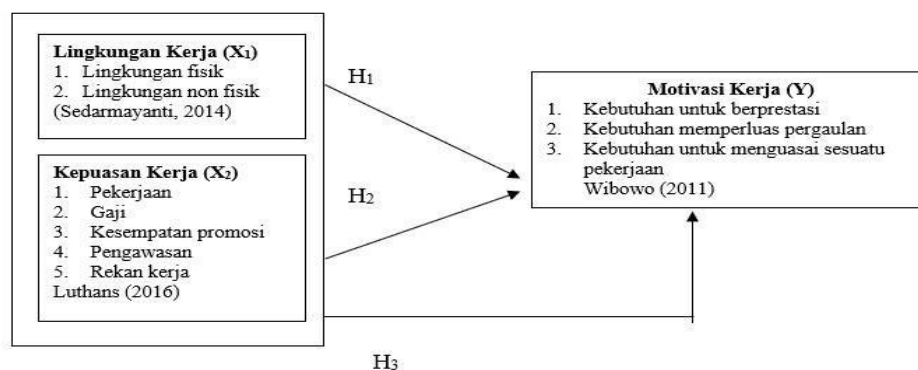 Lingkungan Kerja (X₁)
1. Lingkungan fisik
2. Lingkungan non fisik
(Sedarmayanti, 2014)
Kepuasan Kerja (X₂)
1. Pekerjaan
2. Gaji
3. Kesempatan promosi
4. Pengawasan
5. Rekan kerja
Luthans (2016)
H₁
H₂
H₃
Motivasi Kerja (Y)
1. Kebutuhan untuk berprestasi
2. Kebutuhan memperluas pergaulan
3. Kebutuhan untuk menguasai sesuatu
pekerjaan
Wibowo (2011)